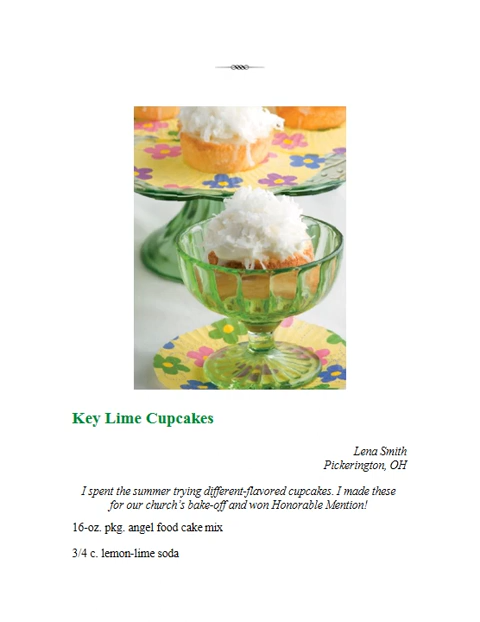 Key Lime Cupcakes
Lena Smith
Pickerington, OH
I spent the summer trying different-flavored cupcakes. I made these
for our church’s bake-off and won Honorable Mention!
16-oz. pkg. angel food cake mix
3/4 c. lemon-lime soda